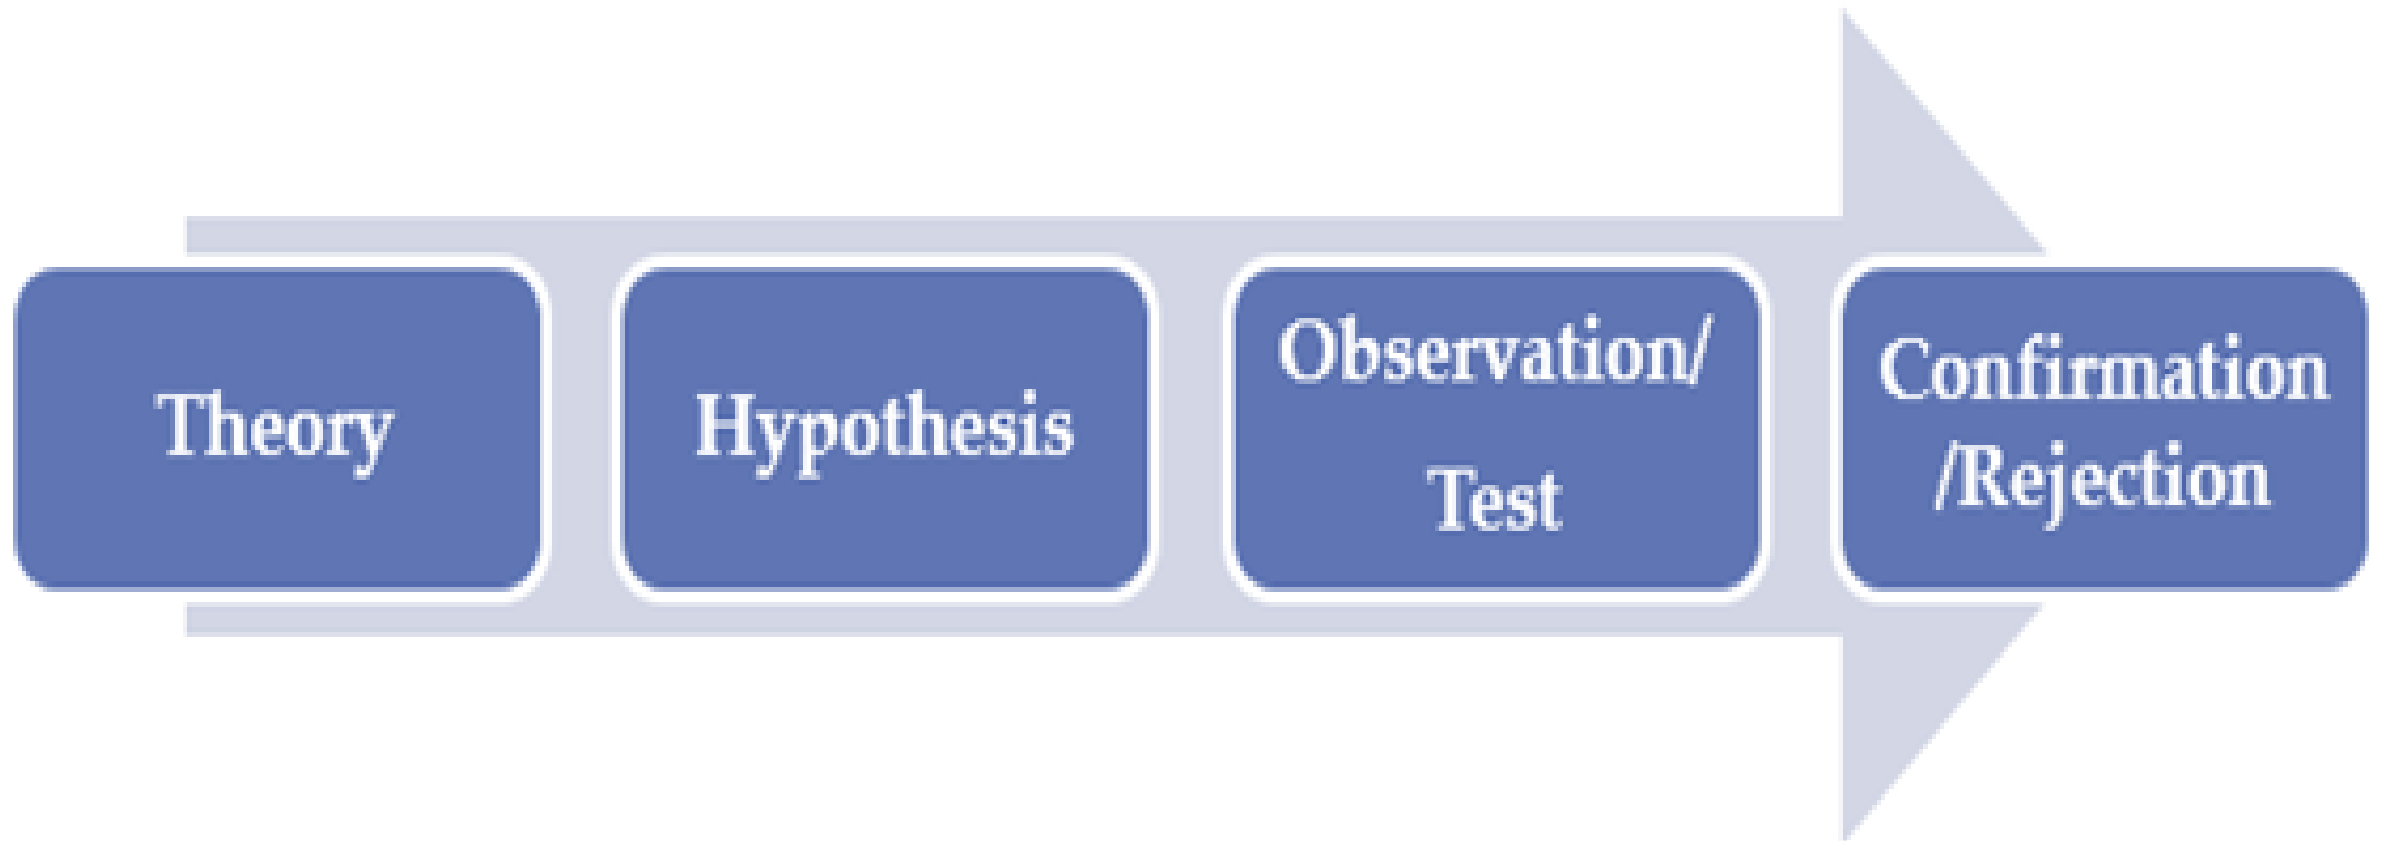 Theory
Hypothesis
Observation/
Test
Confirmation
/Rejection